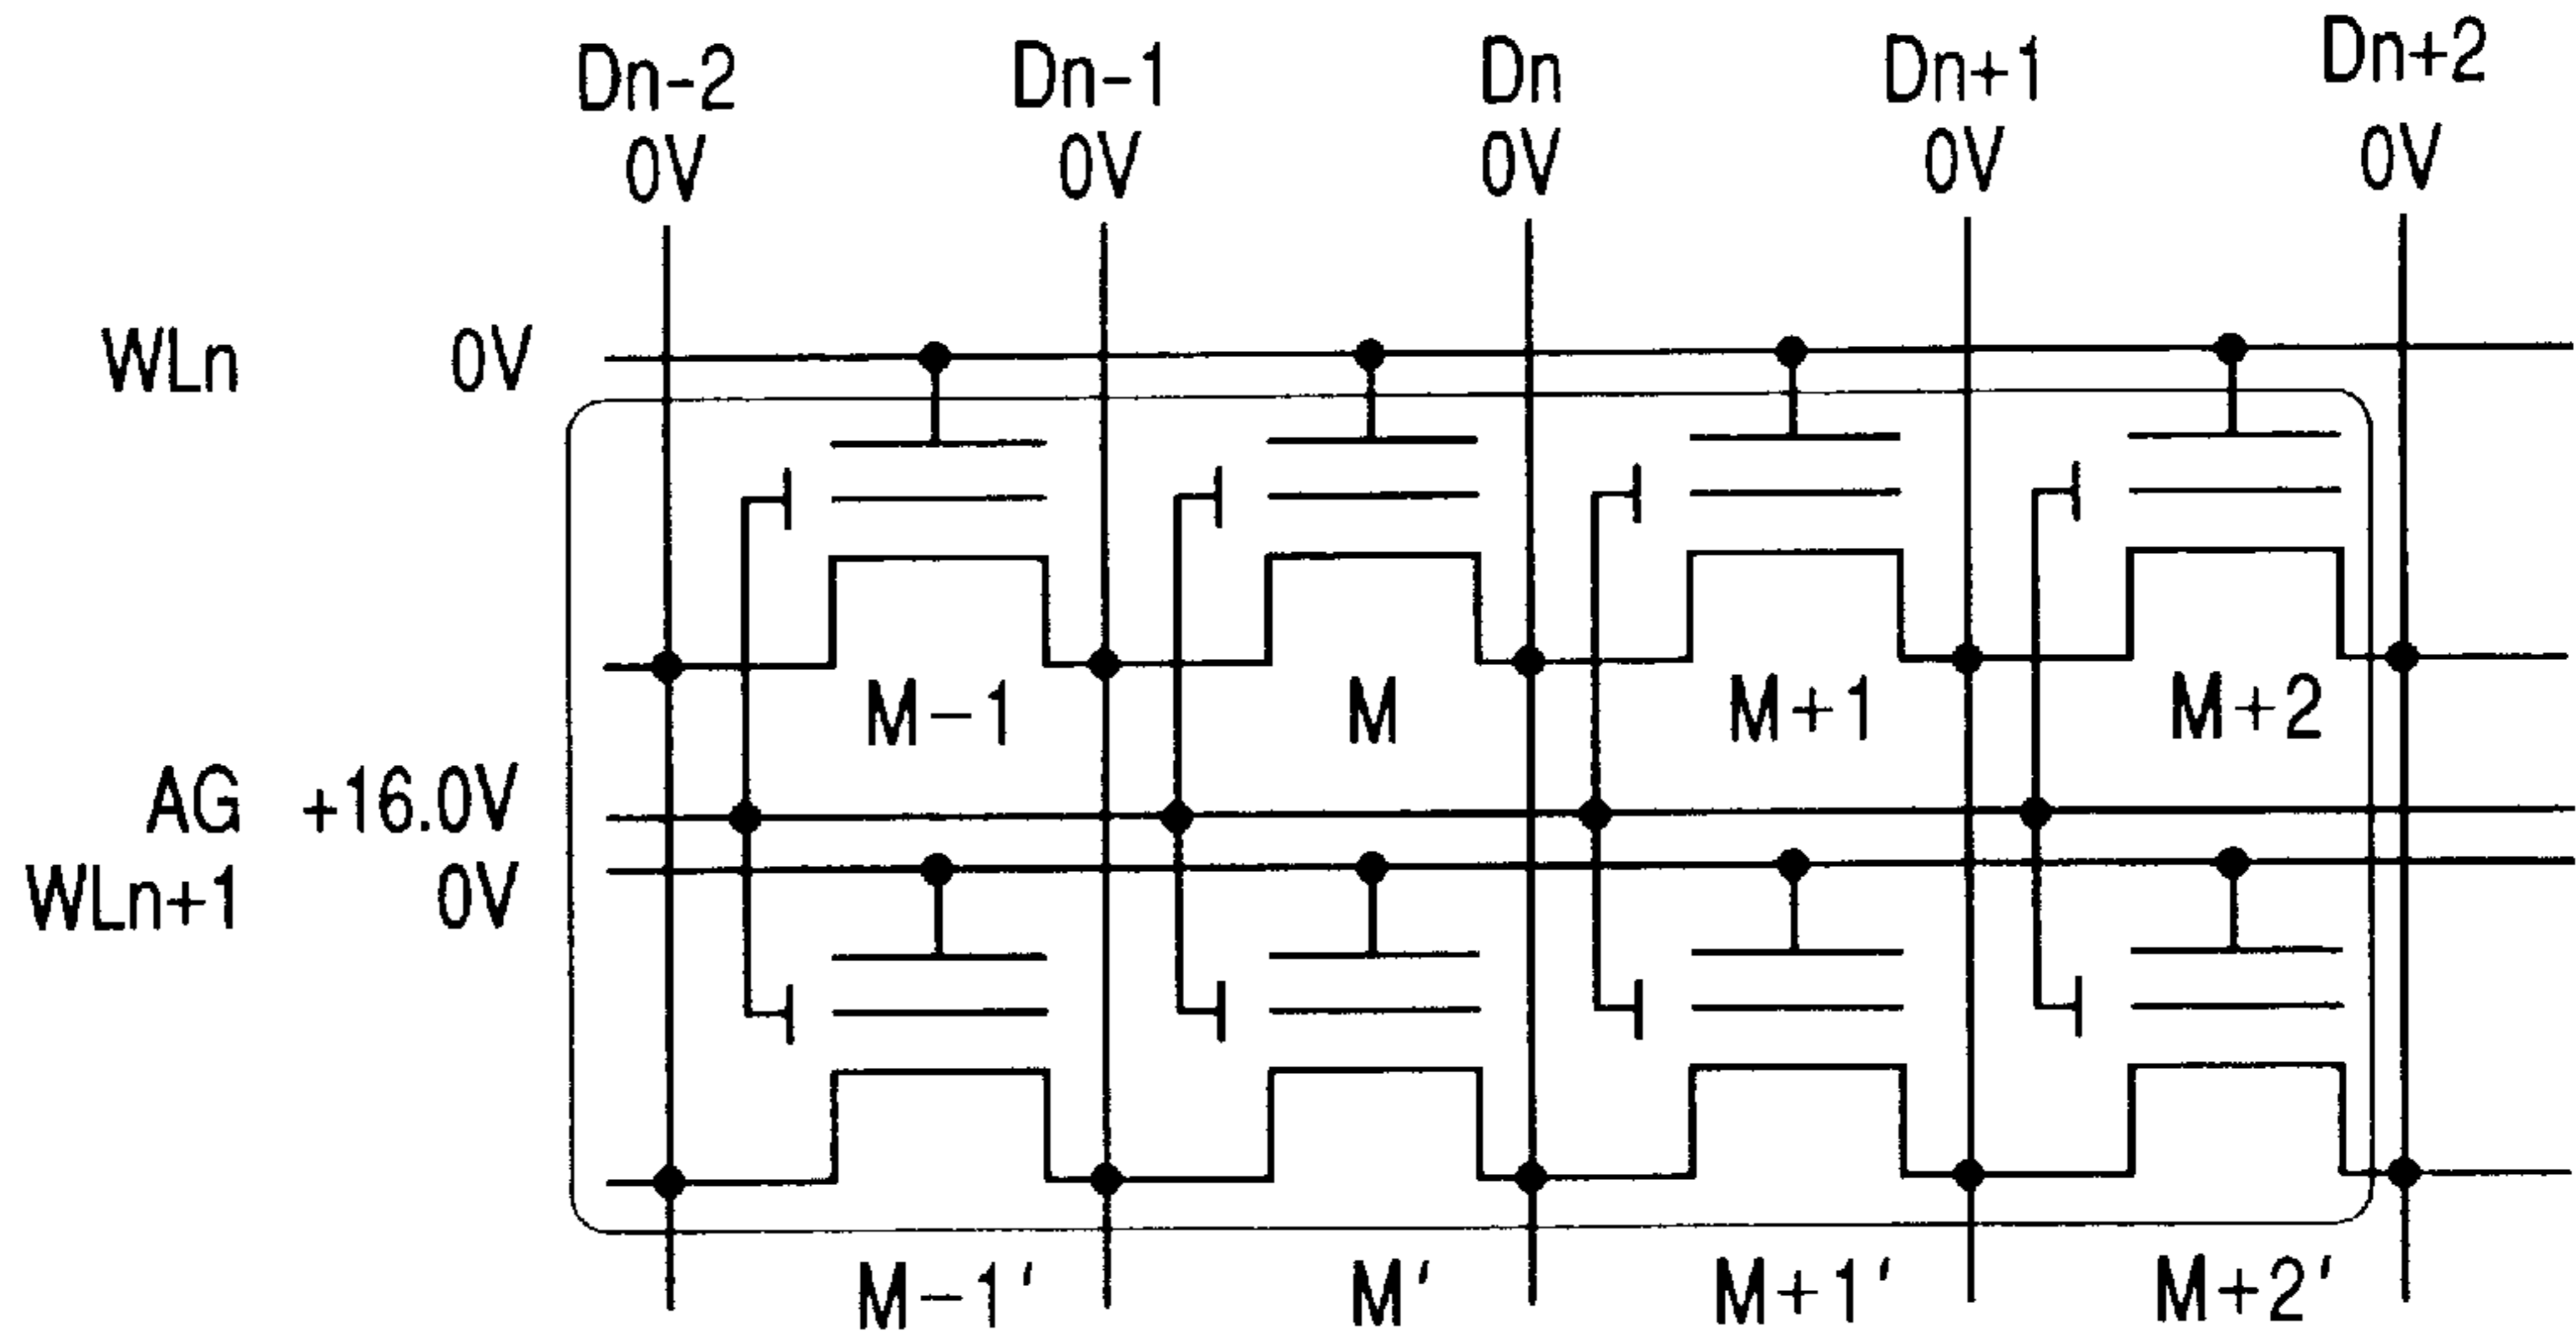 Dn-2 Dn-1 Dn Dn+1 Dn+2
0V 0V 0V 0V 0V
WLn 0V
M-1 M M+1 M+2
AG +16.0V
WLn+1 0V
M-1' M' M+1' M+2'